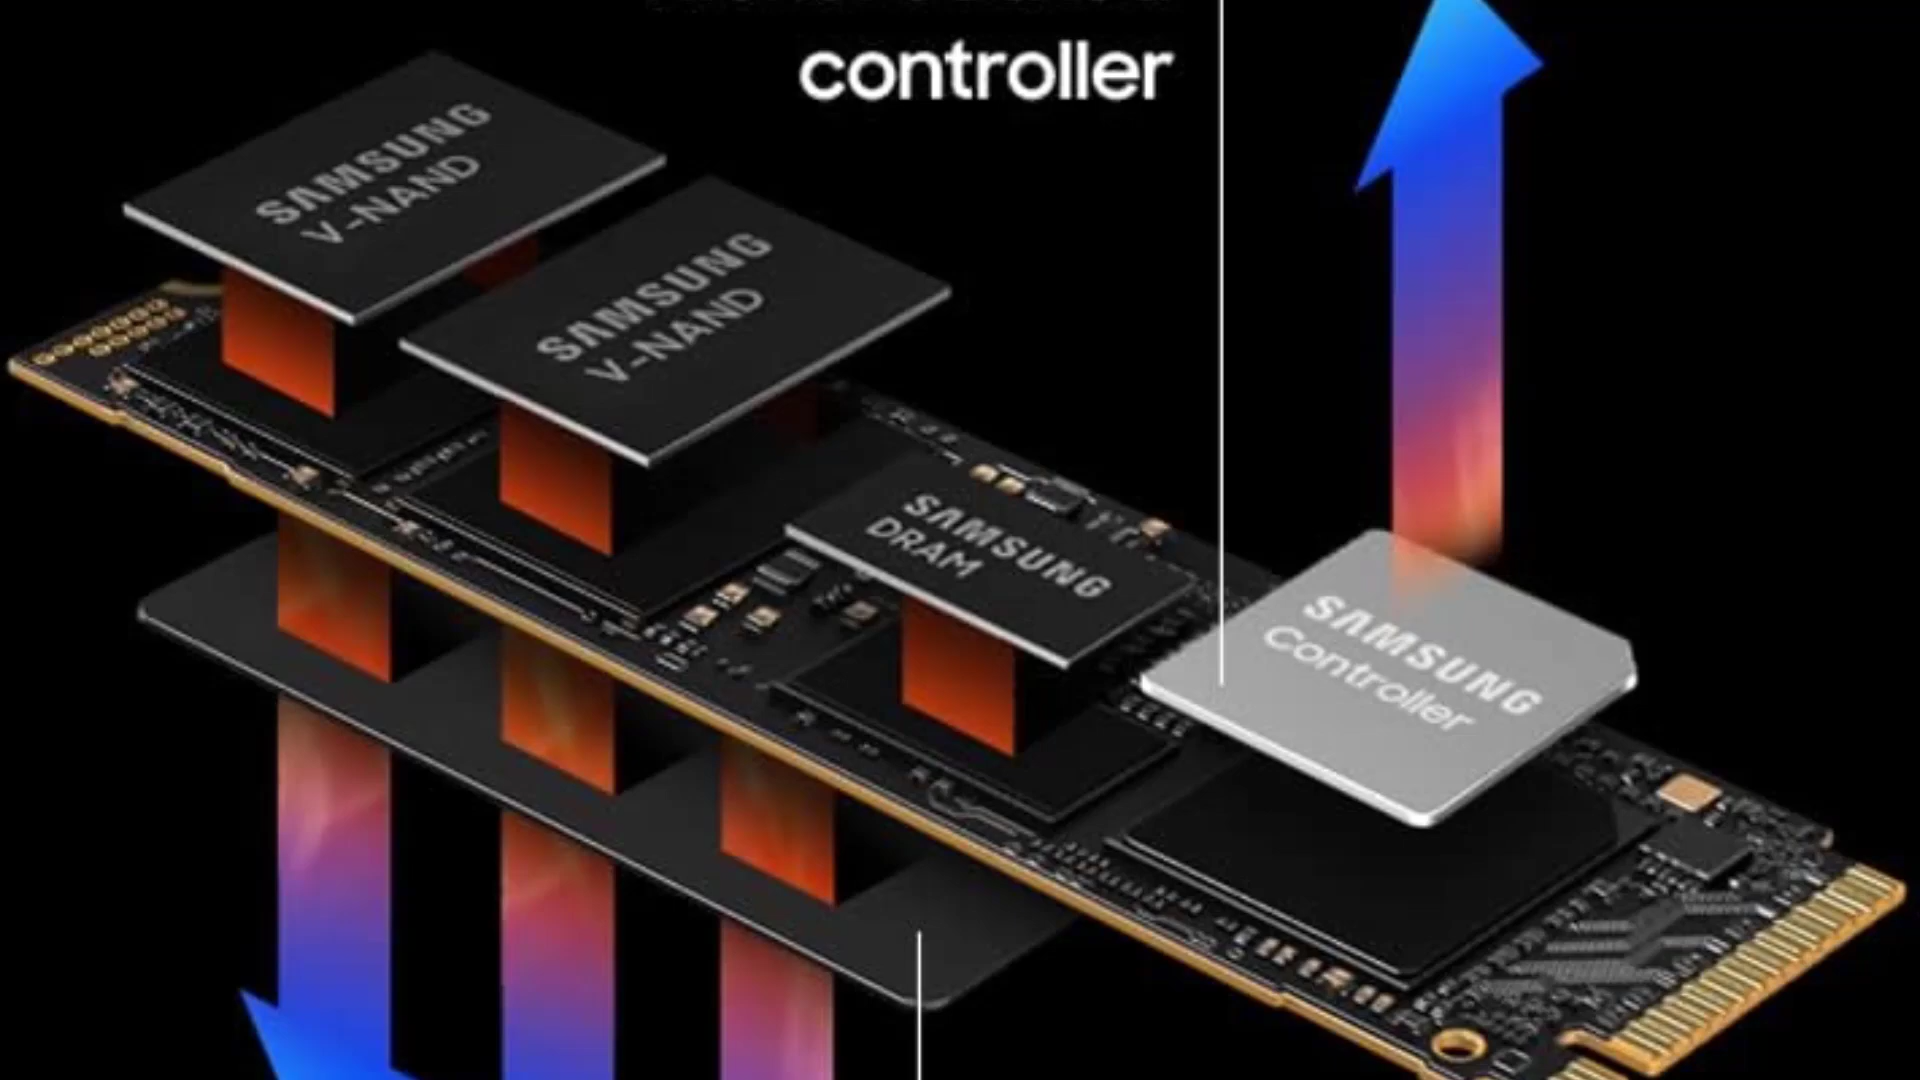 controller
SAMSUNG
V-NAND
SAMSUNG
V-NAND
SAMSUNG
DRAM
SAMSUNG
Controller